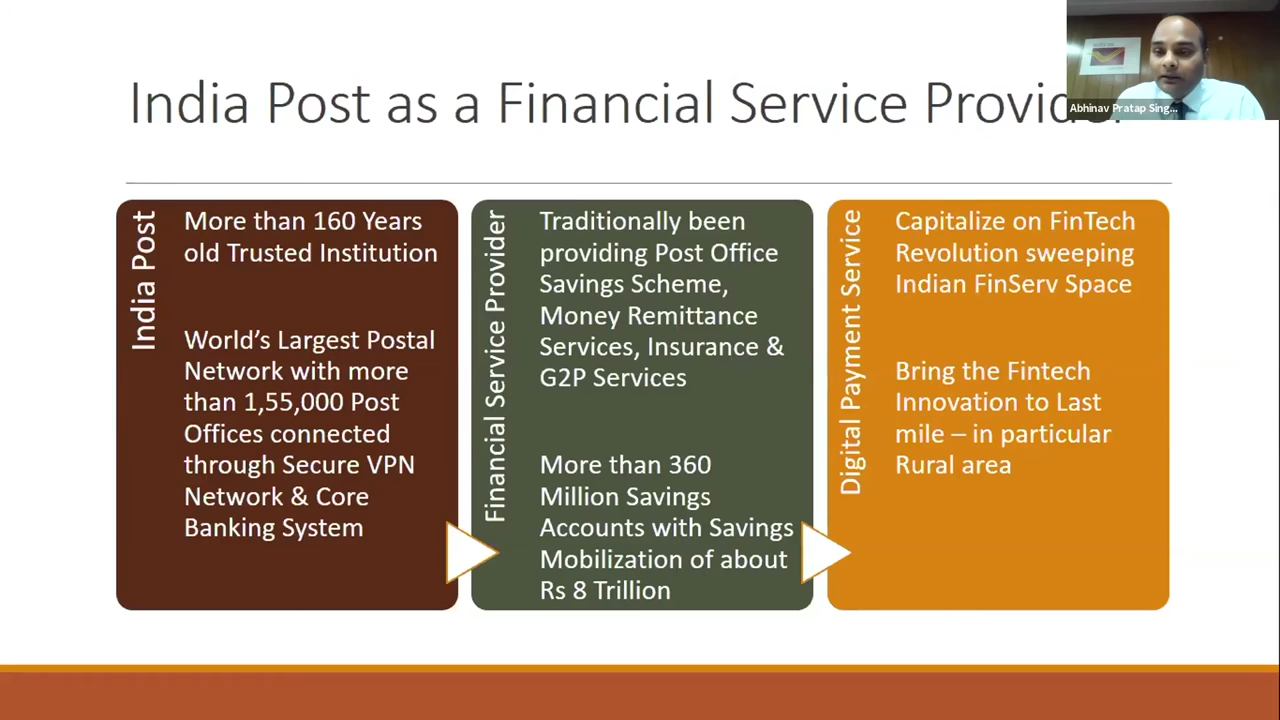 India Post as a Financial Service Provider
Abhinav Pratap Sing...
India Post
More than 160 Years
old Trusted Institution
World's Largest Postal
Network with more
than 1,55,000 Post
Offices connected
through Secure VPN
Network & Core
Banking System
Financial Service Provider
Traditionally been
providing Post Office
Savings Scheme,
Money Remittance
Services, Insurance &
G2P Services
More than 360
Million Savings
Accounts with Savings
Mobilization of about
Rs 8 Trillion
Digital Payment Service
Capitalize on FinTech
Revolution sweeping
Indian FinServ Space
Bring the Fintech
Innovation to Last
mile – in particular
Rural area